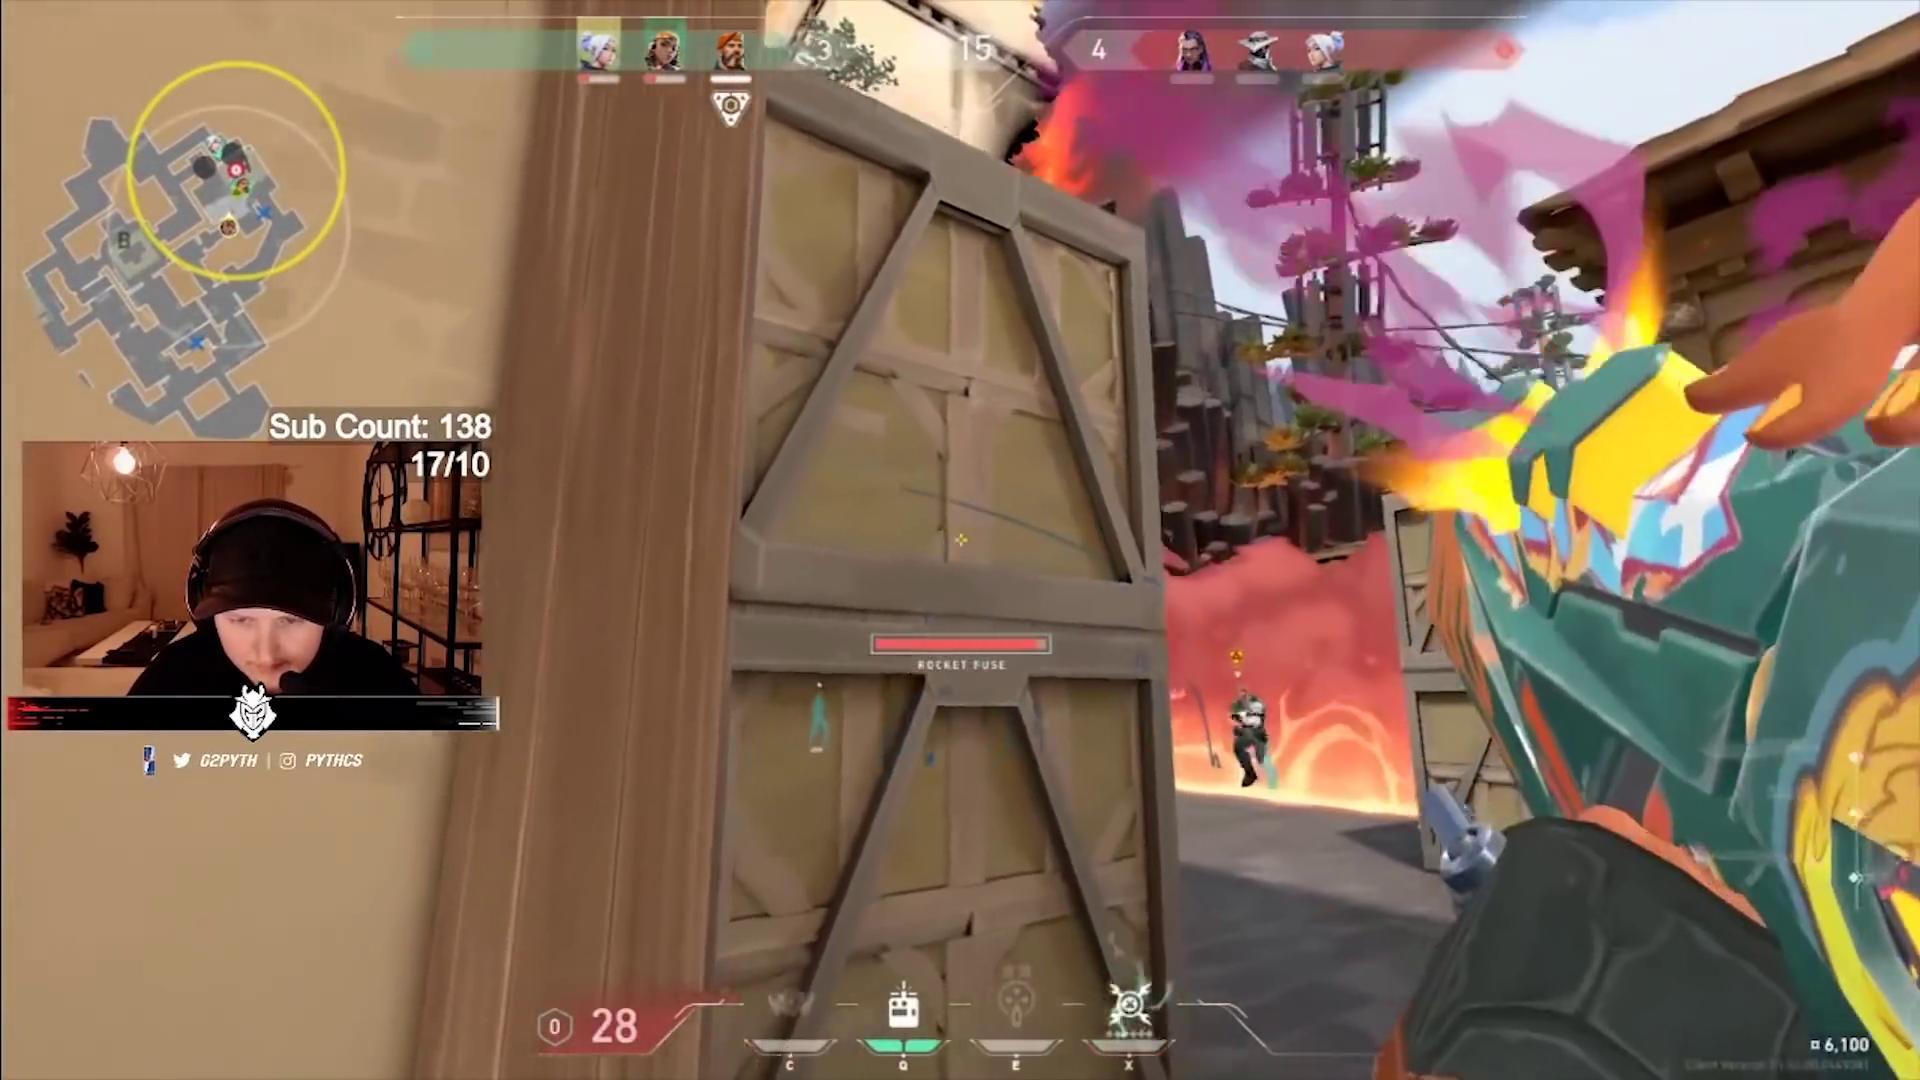 3 15 4
B
Sub Count: 138
17/10
ROCKET FUSE
G2PYTH | PYTHCS
0 28
C Q E X
¤ 6,100